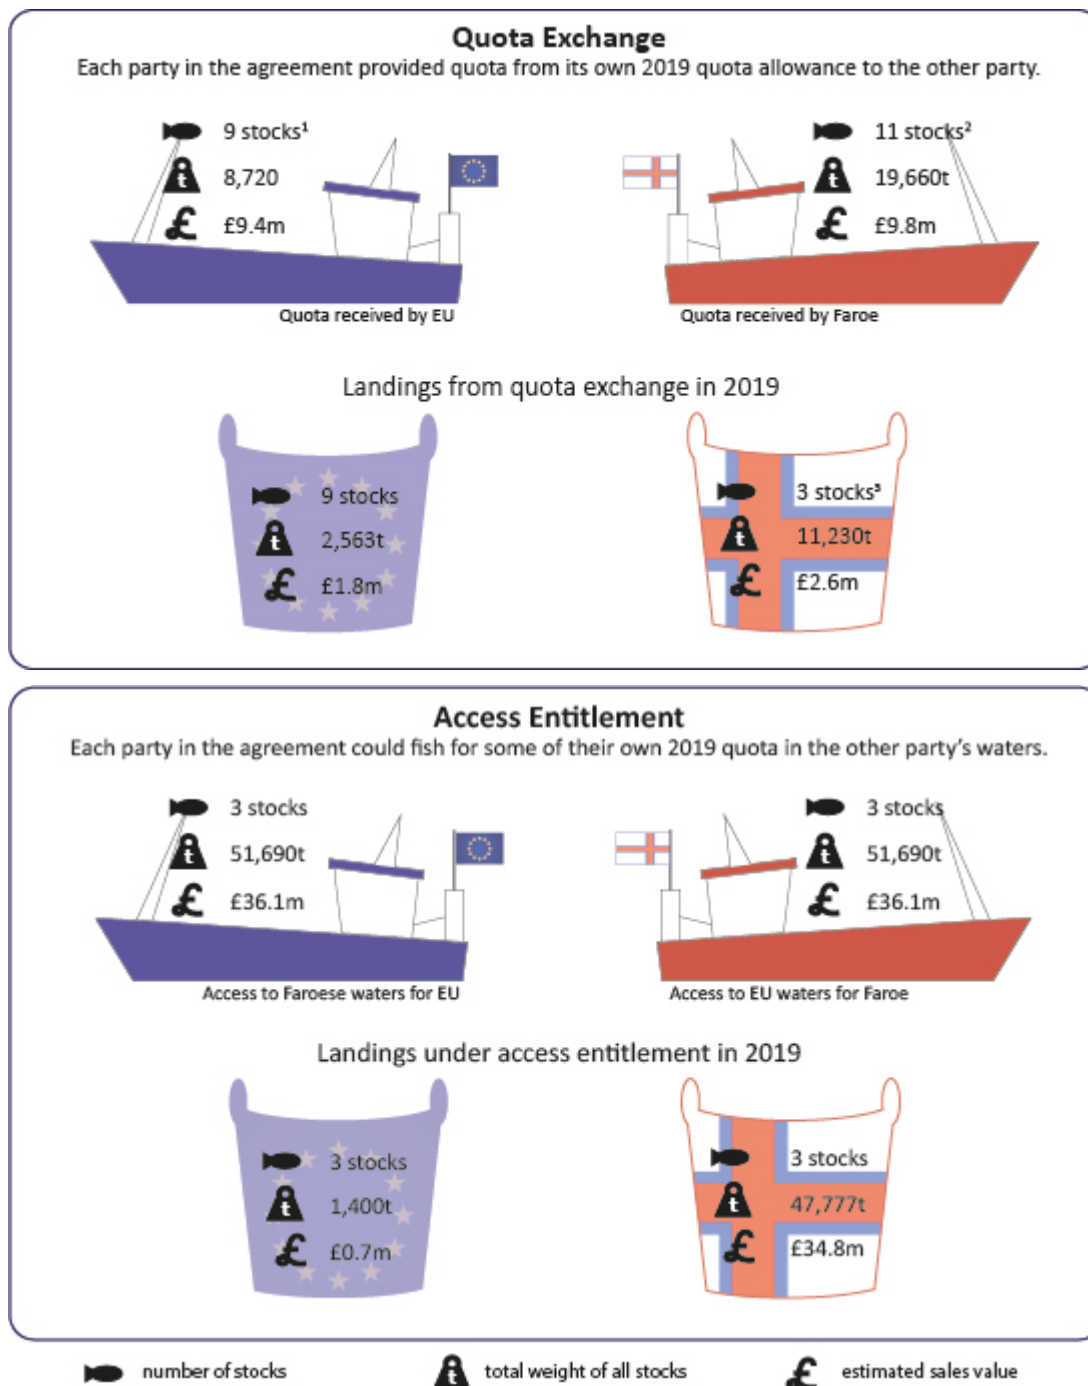 Quota Exchange
Each party in the agreement provided quota from its own 2019 quota allowance to the other party.
9 stocks¹
8,720
£9.4m
Quota received by EU
11 stocks²
19,660t
£9.8m
Quota received by Faroe
Landings from quota exchange in 2019
9 stocks
2,563t
£1.8m
3 stocks³
11,230t
£2.6m
Access Entitlement
Each party in the agreement could fish for some of their own 2019 quota in the other party's waters.
3 stocks
51,690t
£36.1m
Access to Faroese waters for EU
3 stocks
51,690t
£36.1m
Access to EU waters for Faroe
Landings under access entitlement in 2019
3 stocks
1,400t
£0.7m
3 stocks
47,777t
£34.8m
number of stocks
t total weight of all stocks
£ estimated sales value